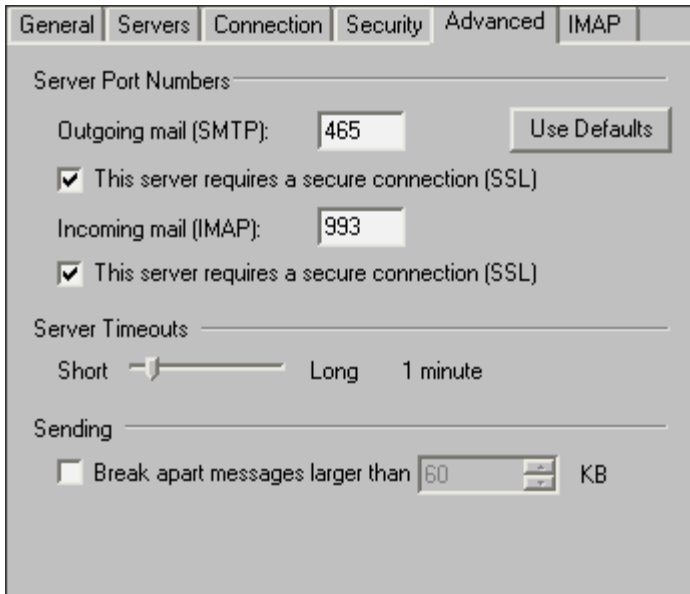 General Servers Connection Security Advanced IMAP
Server Port Numbers
Outgoing mail (SMTP): 465 Use Defaults
This server requires a secure connection (SSL)
Incoming mail (IMAP): 993
This server requires a secure connection (SSL)
Server Timeouts
Short Long 1 minute
Sending
Break apart messages larger than 60 KB